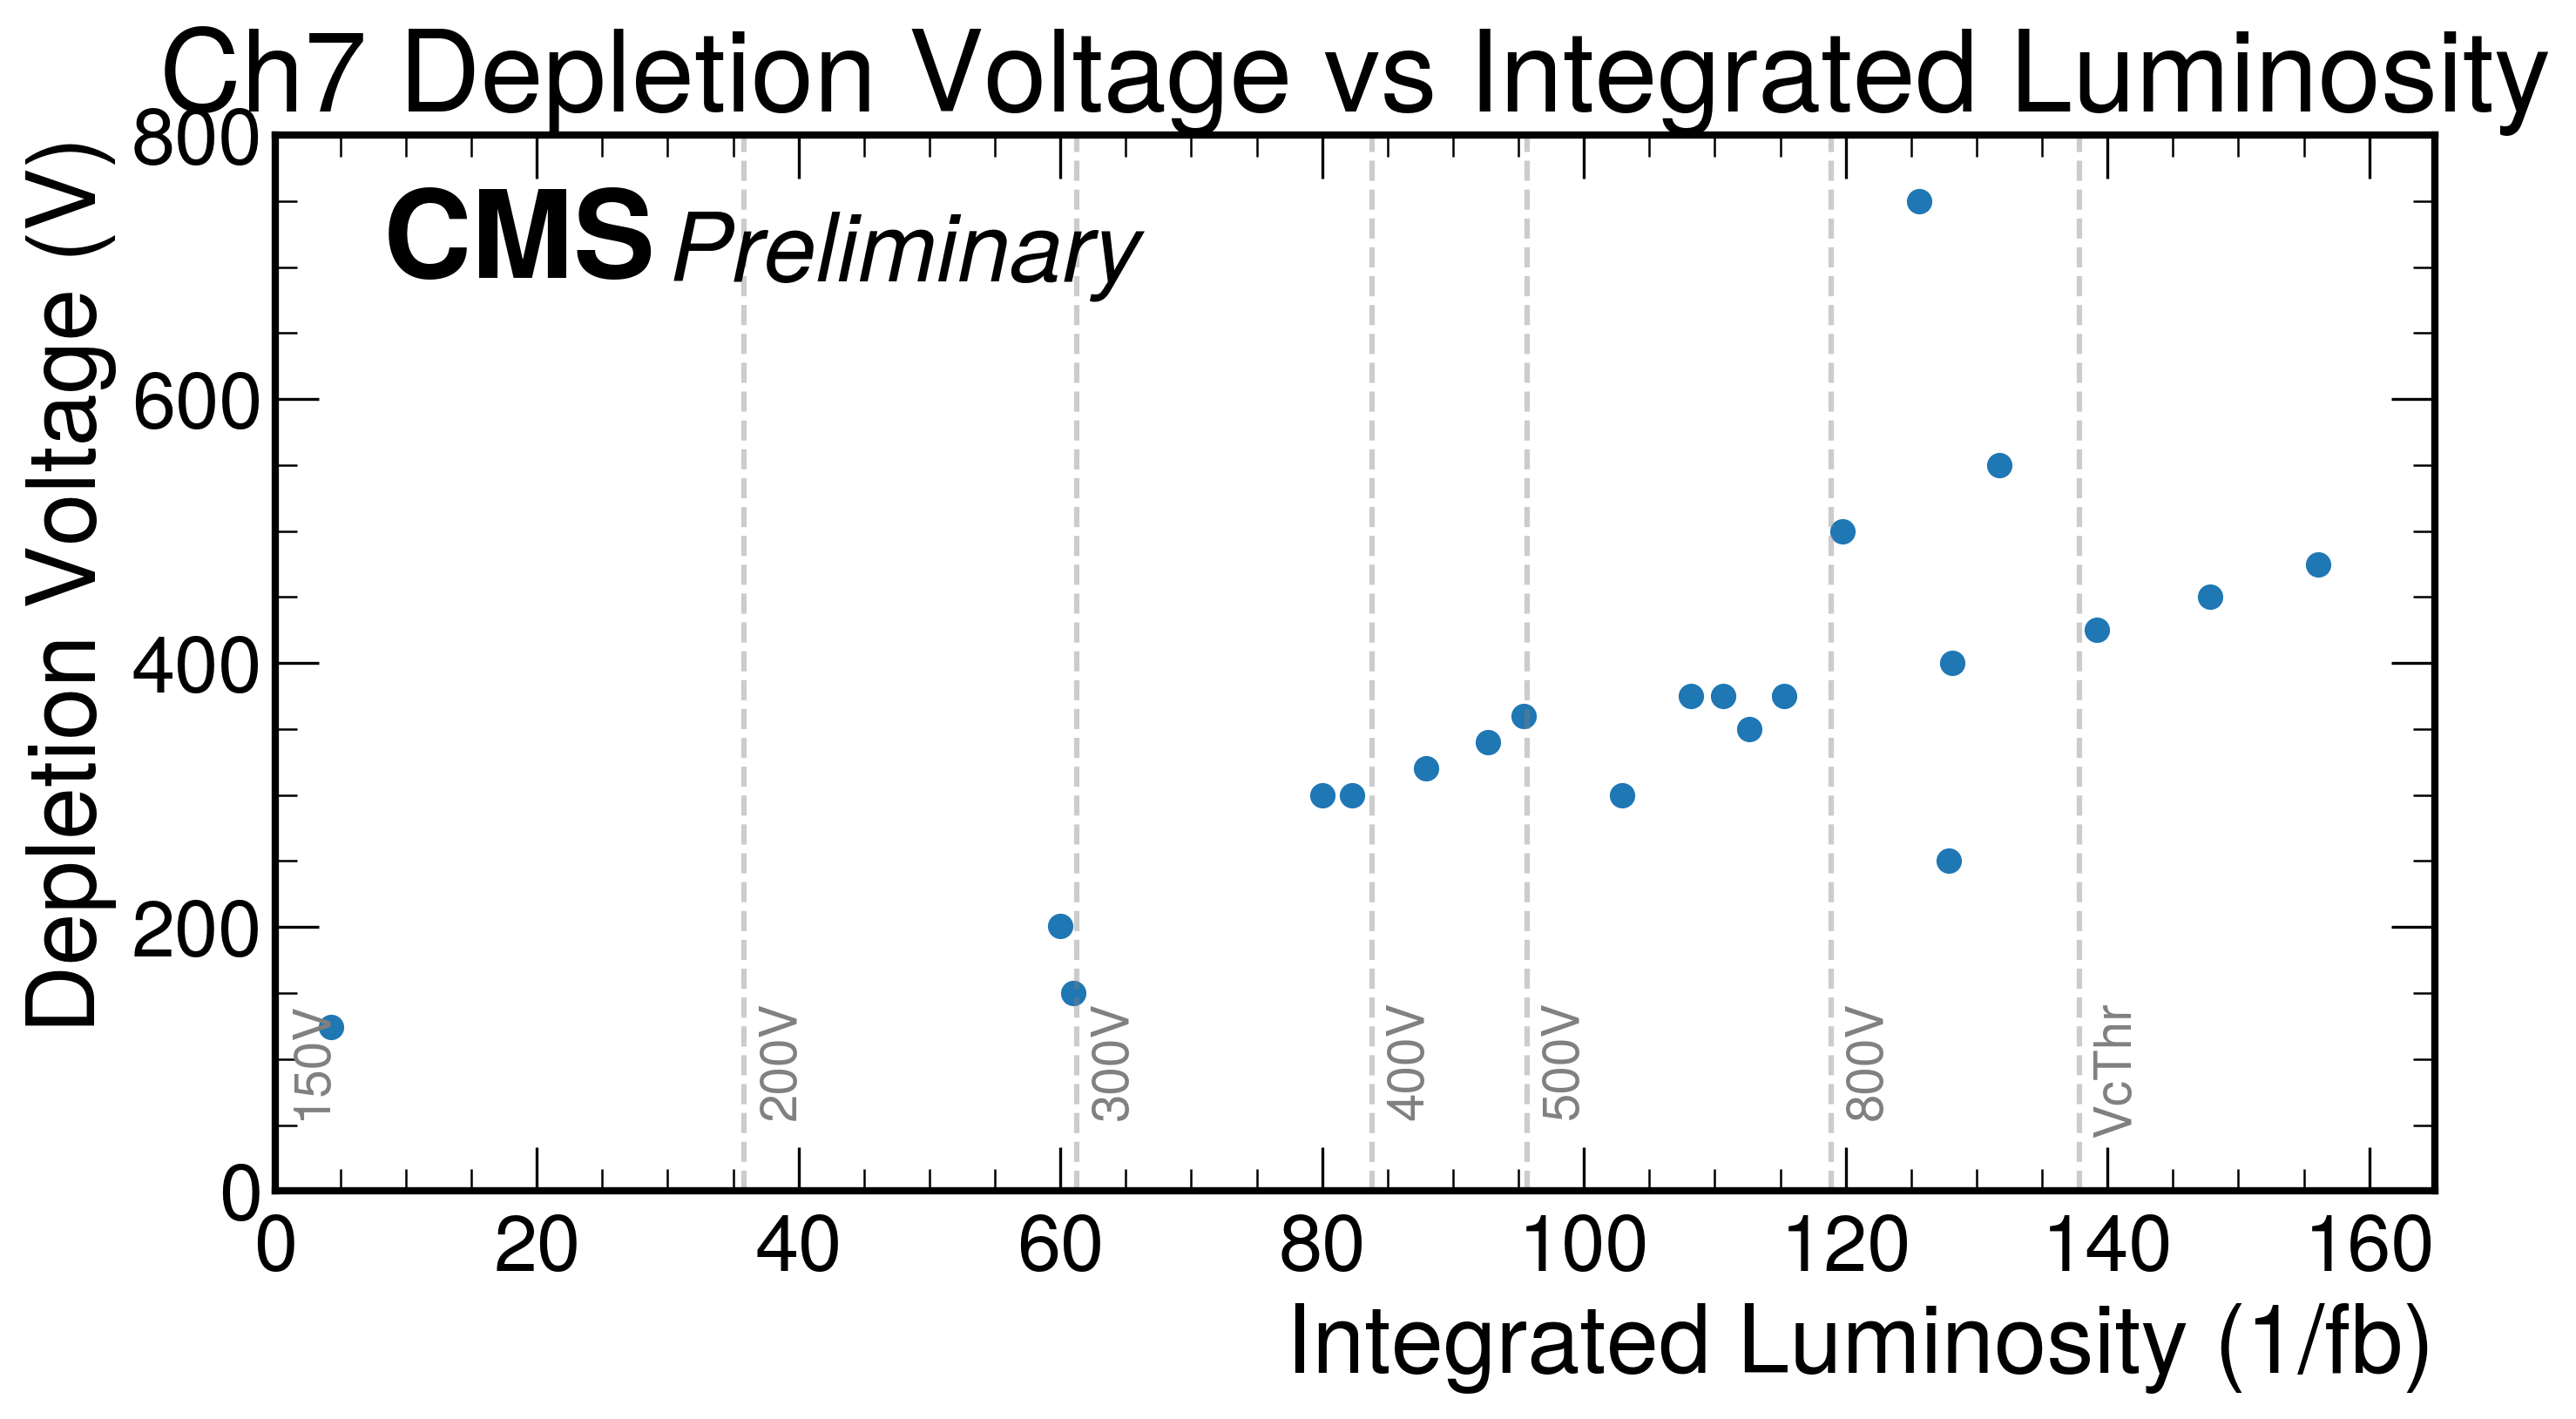 Ch7 Depletion Voltage vs Integrated Luminosity
CMS Preliminary
Depletion Voltage (V)
800
600
400
200
0
150V
200V
300V
400V
500V
800V
VcThr
0 20 40 60 80 100 120 140 160
Integrated Luminosity (1/fb)